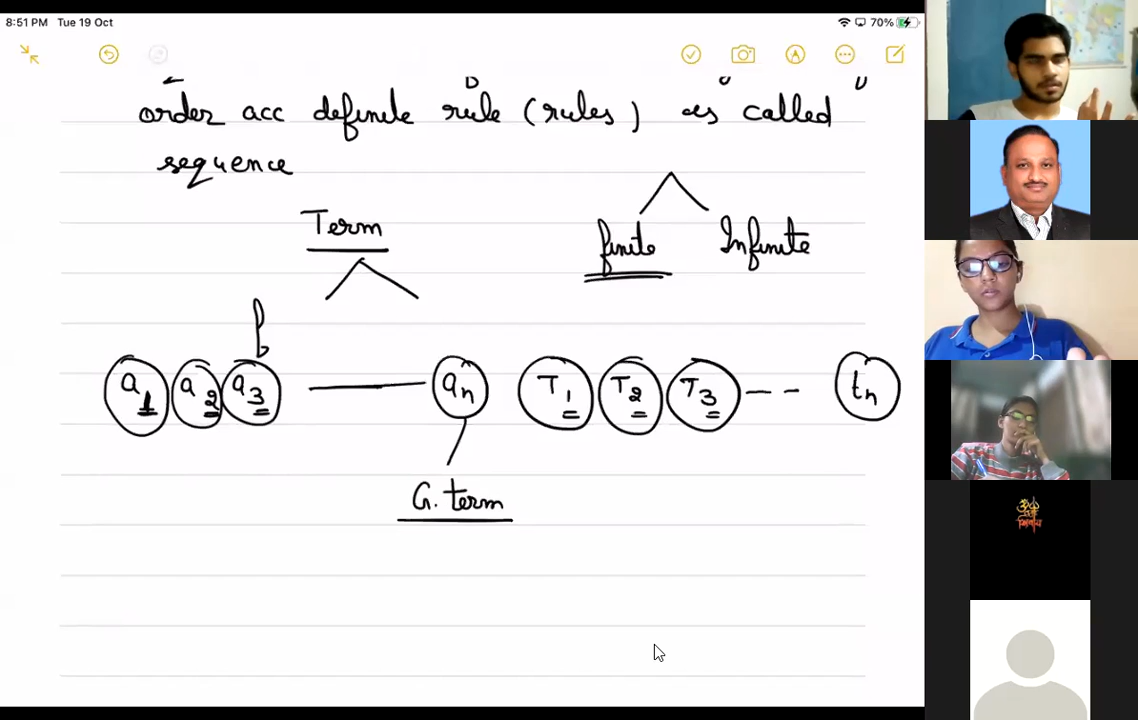 8:51 PM Tue 19 Oct 70%
order acc definite rule (rules) as called
sequence
Term
finite Infinite
a1 a2 a3 — an T1 T2 T3 -- tn
G. term